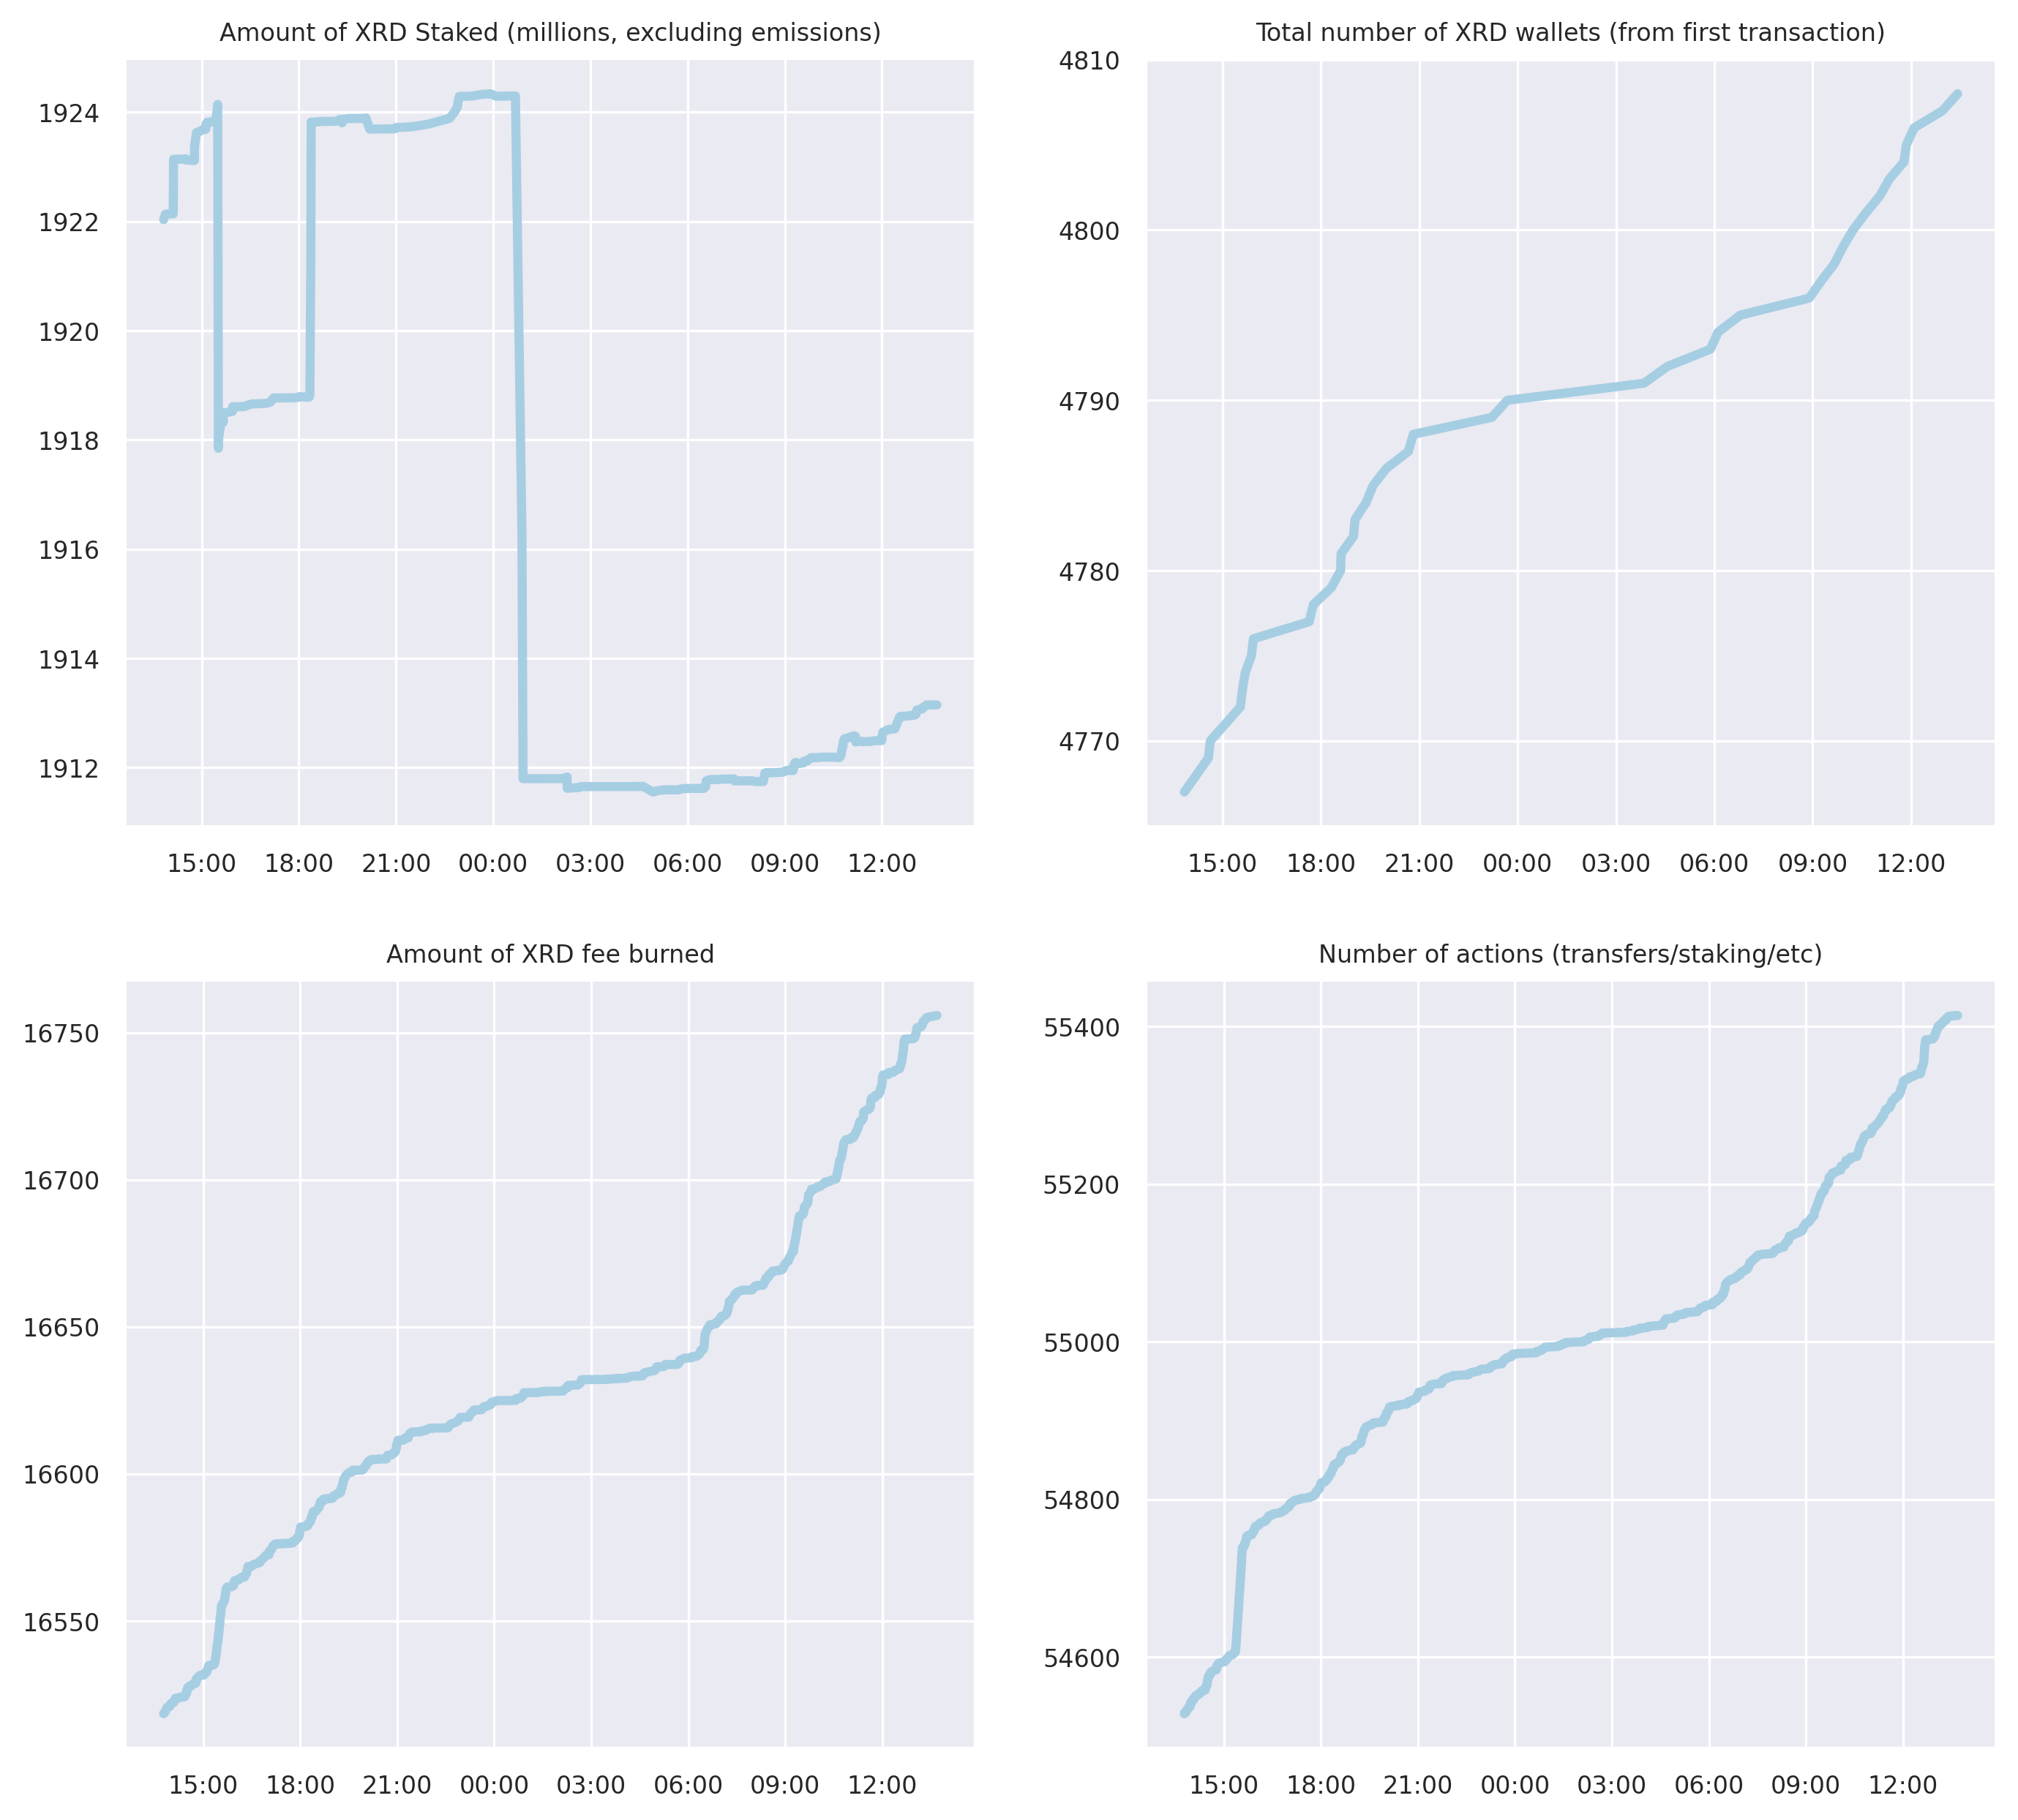 Amount of XRD Staked (millions, excluding emissions)
1924
1922
1920
1918
1916
1914
1912
15:00 18:00 21:00 00:00 03:00 06:00 09:00 12:00
Total number of XRD wallets (from first transaction)
4810
4800
4790
4780
4770
15:00 18:00 21:00 00:00 03:00 06:00 09:00 12:00
Amount of XRD fee burned
16750
16700
16650
16600
16550
15:00 18:00 21:00 00:00 03:00 06:00 09:00 12:00
Number of actions (transfers/staking/etc)
55400
55200
55000
54800
54600
15:00 18:00 21:00 00:00 03:00 06:00 09:00 12:00